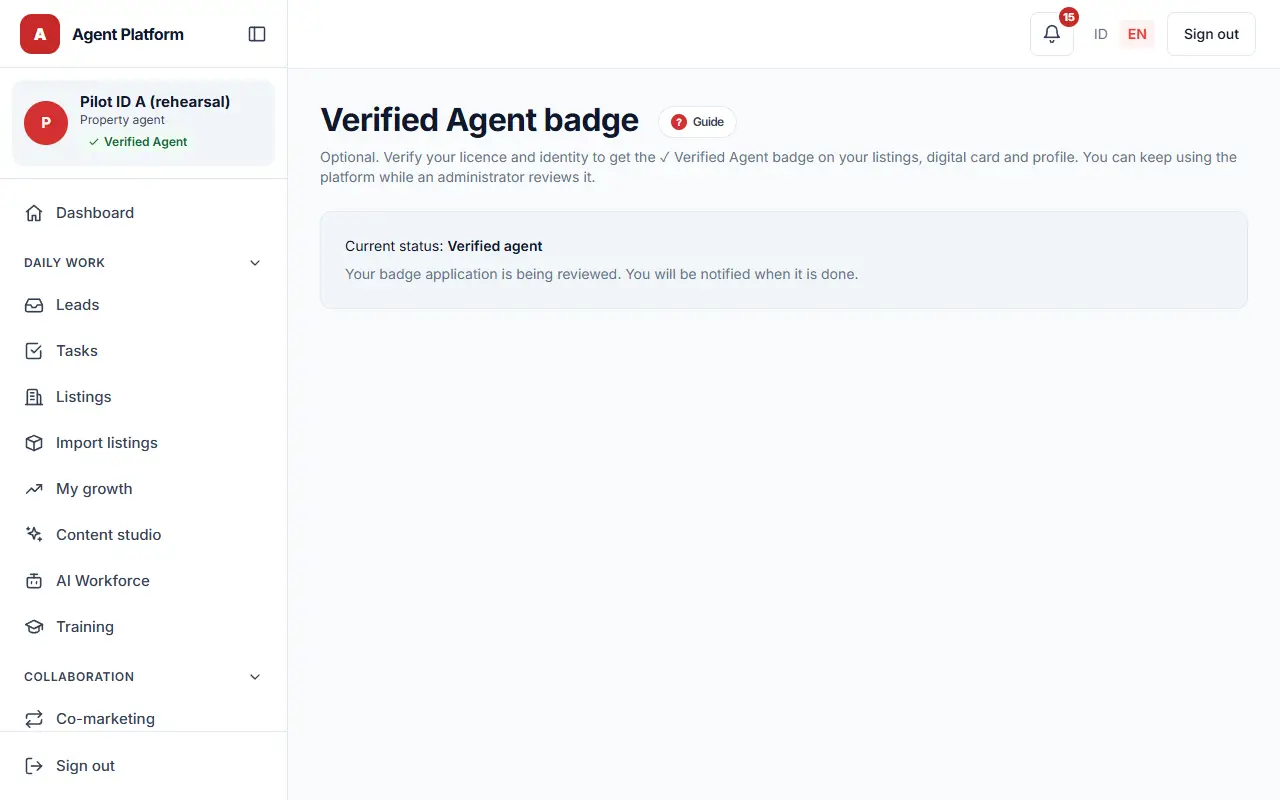 A
Agent Platform
15
ID
EN
Sign out
P
Pilot ID A (rehearsal)
Property agent
✓ Verified Agent
Dashboard
DAILY WORK
Leads
Tasks
Listings
Import listings
My growth
Content studio
AI Workforce
Training
COLLABORATION
Co-marketing
Sign out
Verified Agent badge
? Guide
Optional. Verify your licence and identity to get the ✓ Verified Agent badge on your listings, digital card and profile. You can keep using the
platform while an administrator reviews it.
Current status: Verified agent
Your badge application is being reviewed. You will be notified when it is done.